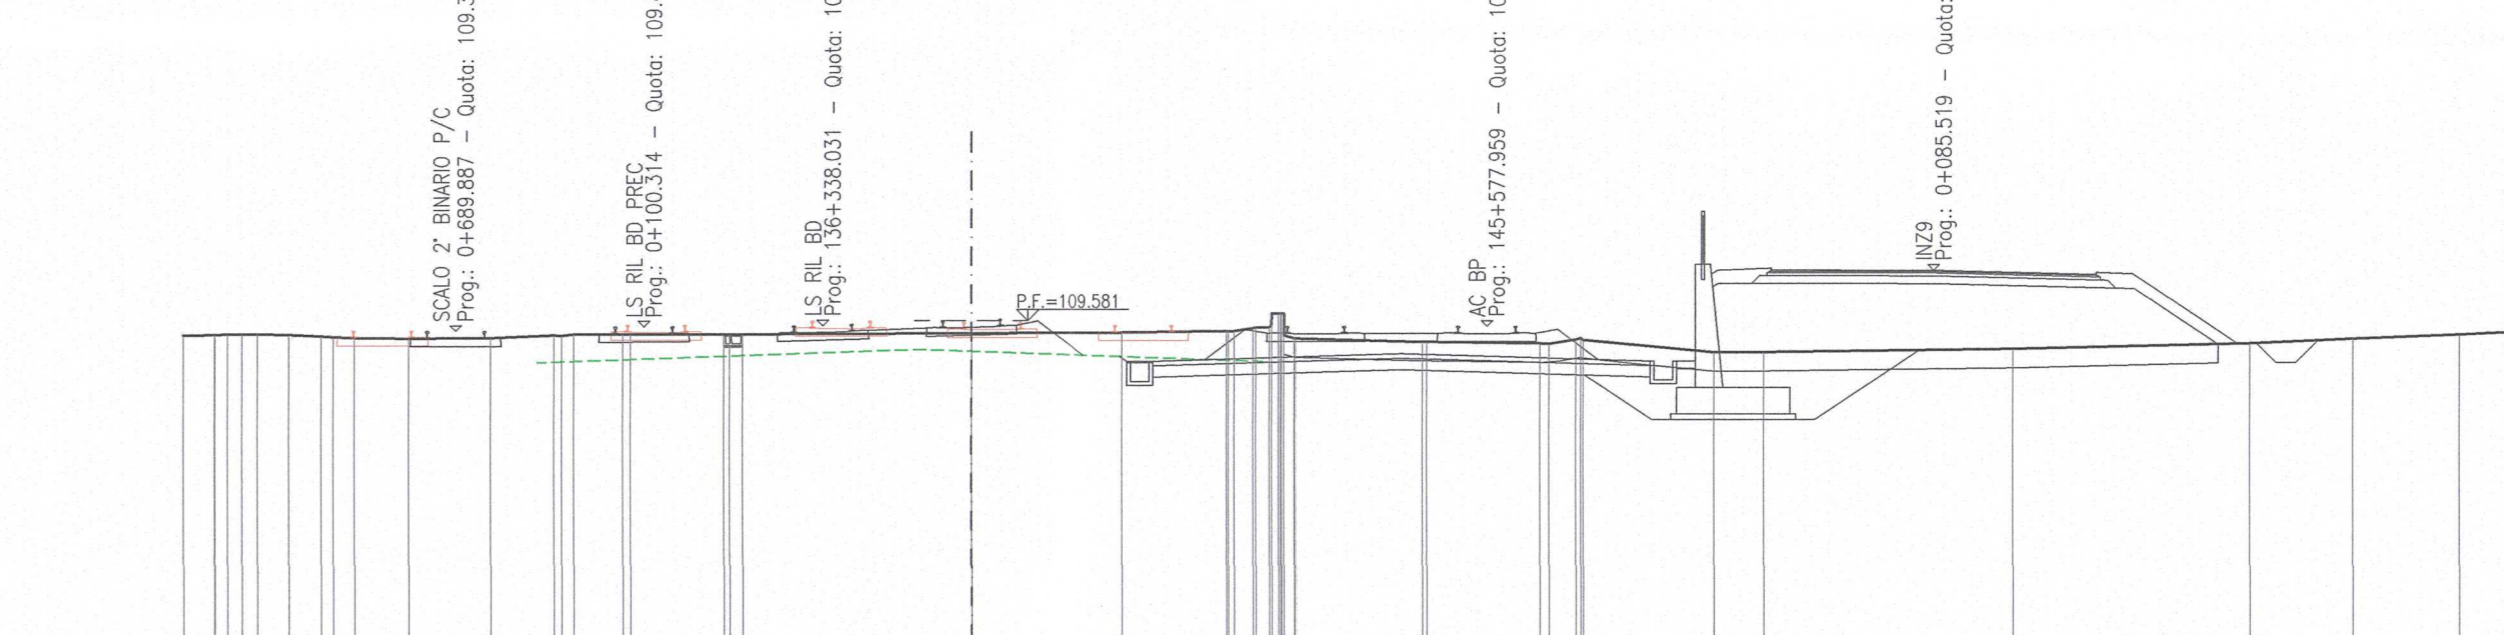 SCALO 2° BINARIO P/C
Prog.: 0+689.887 - Quota: 109.3
LS RIL BD PREC
Prog.: 0+100.314 - Quota: 109.
LS RIL BD
Prog.: 136+338.031 - Quota: 10
P.F.=109.581
AC BP
Prog.: 145+577.959 - Quota: 10
INZ9
Prog.: 0+085.519 - Quota: